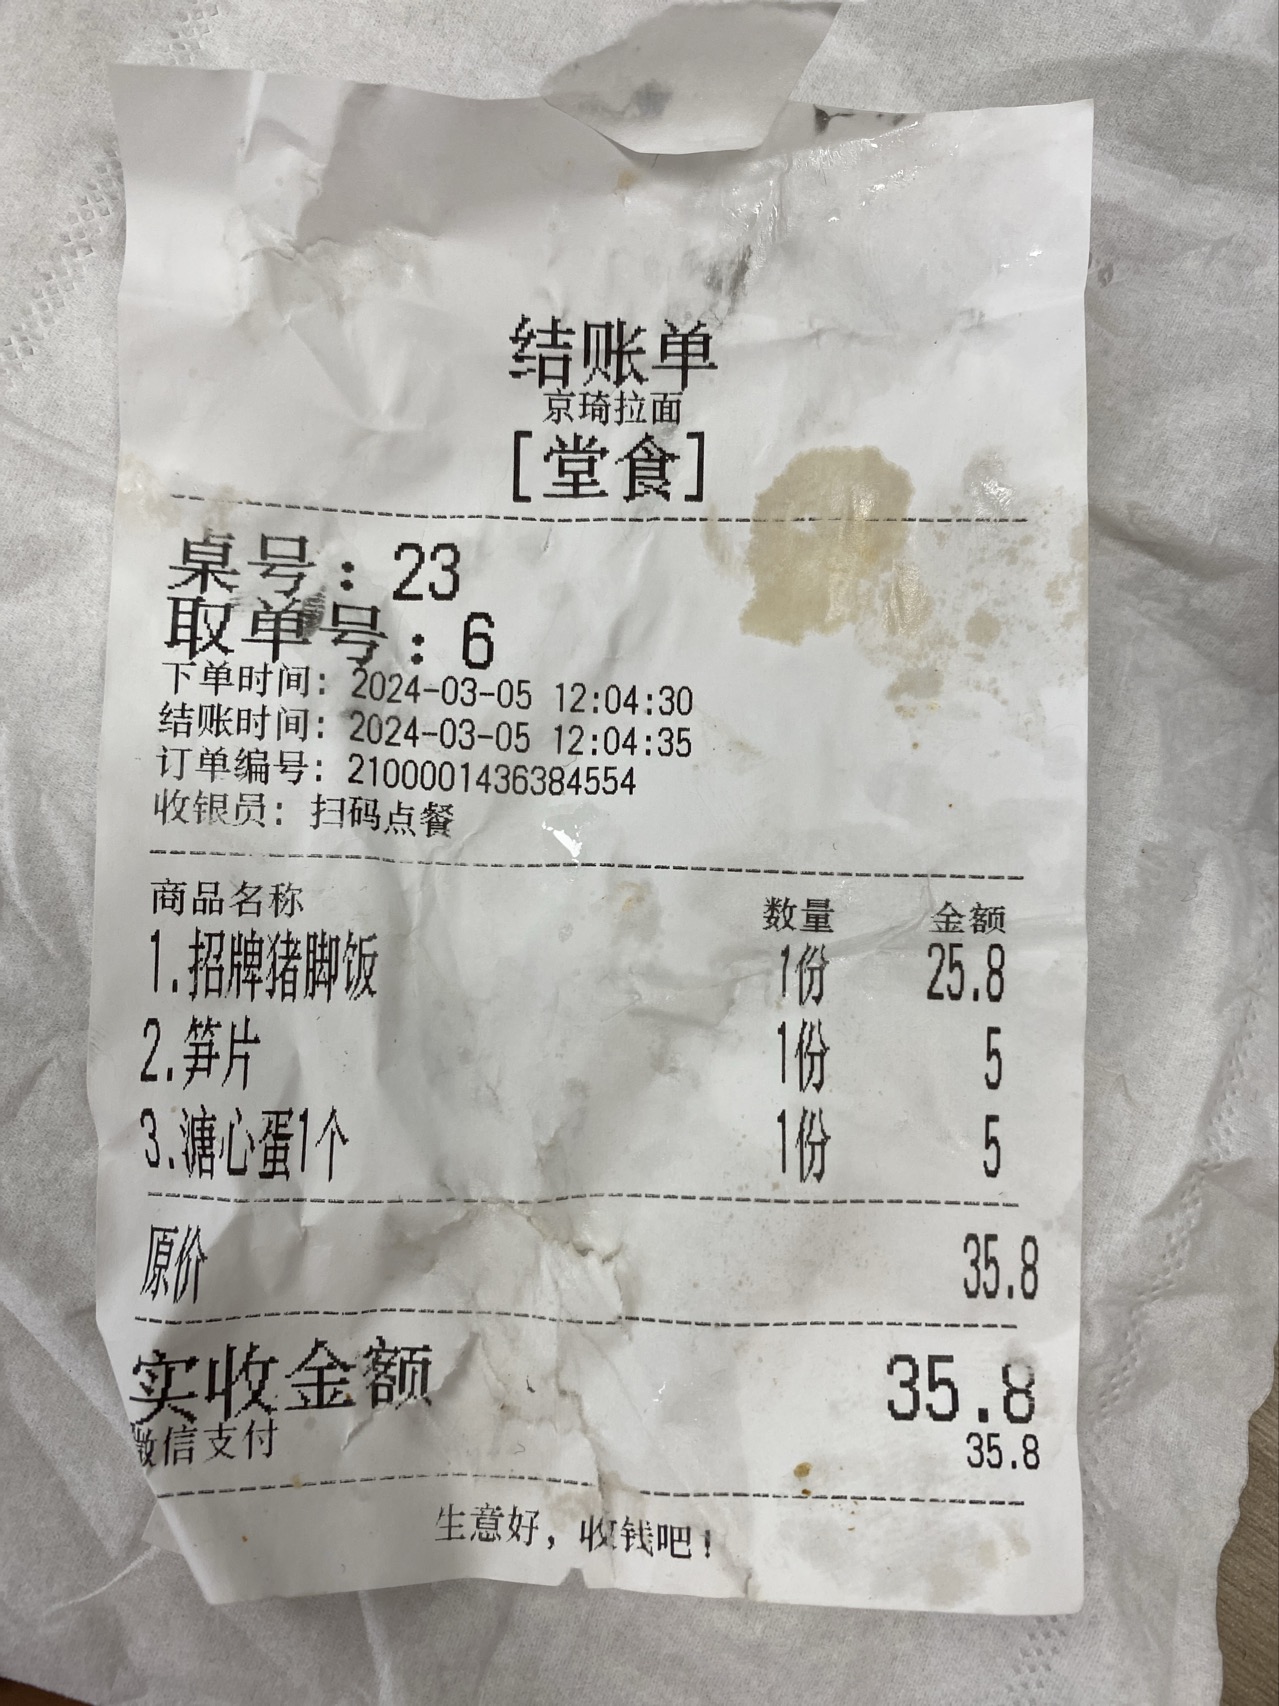 结账单
京琦拉面
[堂食]
桌号：23
取单号：6
下单时间：2024-03-05 12:04:30
结账时间：2024-03-05 12:04:35
订单编号：2100001436384554
收银员：扫码点餐
商品名称 数量 金额
1.招牌猪脚饭 1份 25.8
2.笋片 1份 5
3.溏心蛋1个 1份 5
原价 35.8
实收金额 35.8
微信支付 35.8
生意好，收钱吧！